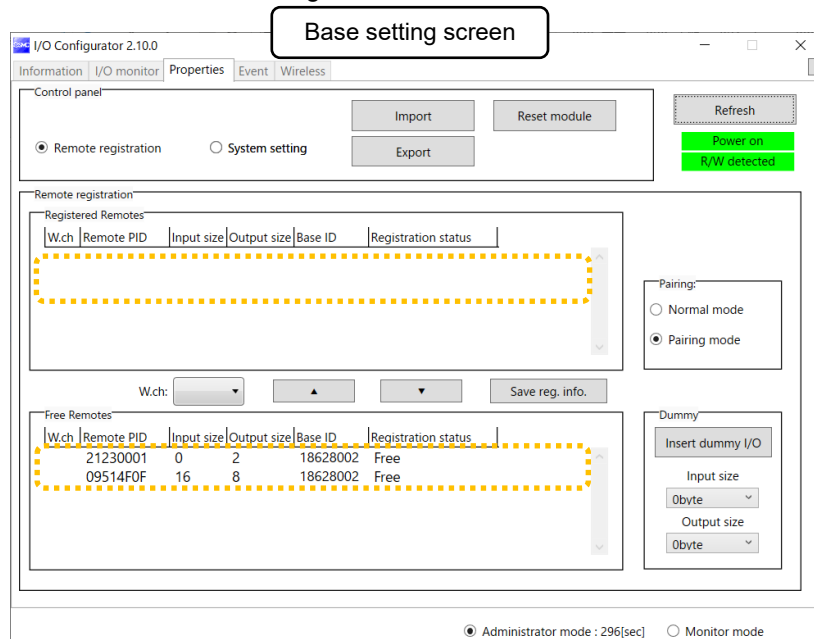 Base setting screen
I/O Configurator 2.10.0
Information I/O monitor Properties Event Wireless
Control panel
Import Reset module Refresh
Remote registration System setting Export
Power on
R/W detected
Remote registration
Registered Remotes
W.ch Remote PID Input size Output size Base ID Registration status
Pairing:
Normal mode
Pairing mode
W.ch: ▲ ▼ Save reg. info.
Free Remotes
W.ch Remote PID Input size Output size Base ID Registration status
21230001 0 2 18628002 Free
09514F0F 16 8 18628002 Free
Dummy
Insert dummy I/O
Input size
0byte
Output size
0byte
Administrator mode : 296[sec] Monitor mode